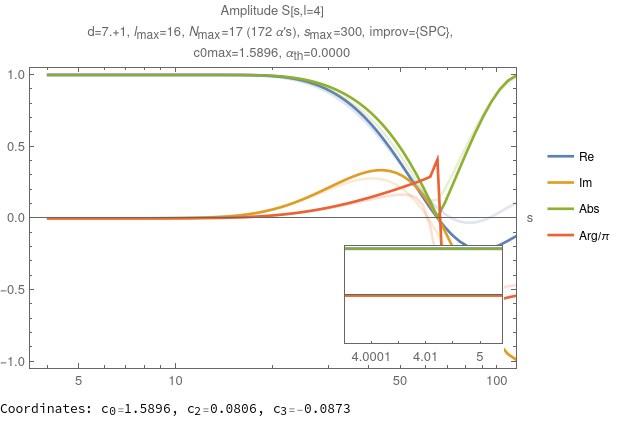 Amplitude S[s,l=4]
d=7.+1, lmax=16, Nmax=17 (172 α's), smax=300, improv={SPC},
c0max=1.5896, αth=0.0000
1.0
0.5
0.0
-0.5
-1.0
5
10
50
100
s
4.0001
4.01
5
Re
Im
Abs
Arg/π
Coordinates: c0=1.5896, c2=0.0806, c3=-0.0873